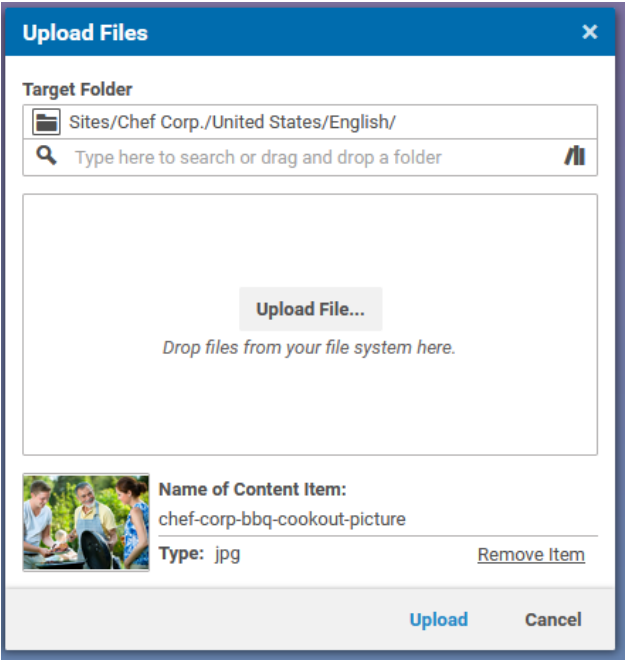 Upload Files
Target Folder
Sites/Chef Corp./United States/English/
Type here to search or drag and drop a folder
Upload File...
Drop files from your file system here.
Name of Content Item:
chef-corp-bbq-cookout-picture
Type: jpg Remove Item
Upload Cancel